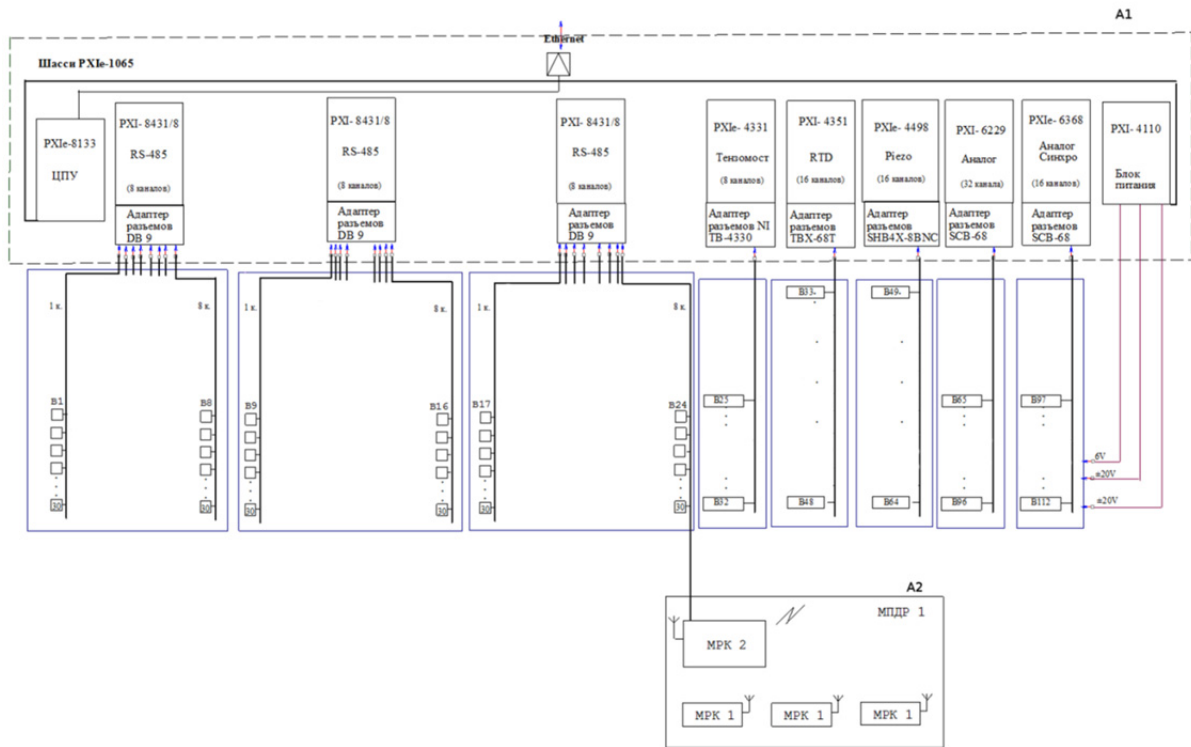 A1
Ethernet
Шасси PXIe-1065
PXIe-8133
ЦПУ
PXI- 8431/8
RS-485
(8 каналов)
Адаптер
разъемов
DB 9
PXI- 8431/8
RS-485
(8 каналов)
Адаптер
разъемов
DB 9
PXI- 8431/8
RS-485
(8 каналов)
Адаптер
разъемов
DB 9
PXIe- 4331
Тензомост
(8 каналов)
Адаптер
разъемов NI
TB-4330
PXI- 4351
RTD
(16 каналов)
Адаптер
разъемов
TBX-68T
PXIe- 4498
Piezo
(16 каналов)
Адаптер
разъемов
SHB4X-8BNC
PXI- 6229
Аналог
(32 канала)
Адаптер
разъемов
SCB-68
PXIe- 6368
Аналог
Синхро
(16 каналов)
Адаптер
разъемов
SCB-68
PXI- 4110
Блок
питания
1 к.
8 к.
B1
B8
30
30
1 к.
8 к.
B9
B16
30
30
1 к.
8 к.
B17
B24
30
30
B25
B32
B33
B48
B49
B64
B65
B96
B97
B112
6V
±20V
±20V
A2
МПДР 1
МРК 2
МРК 1
МРК 1
МРК 1